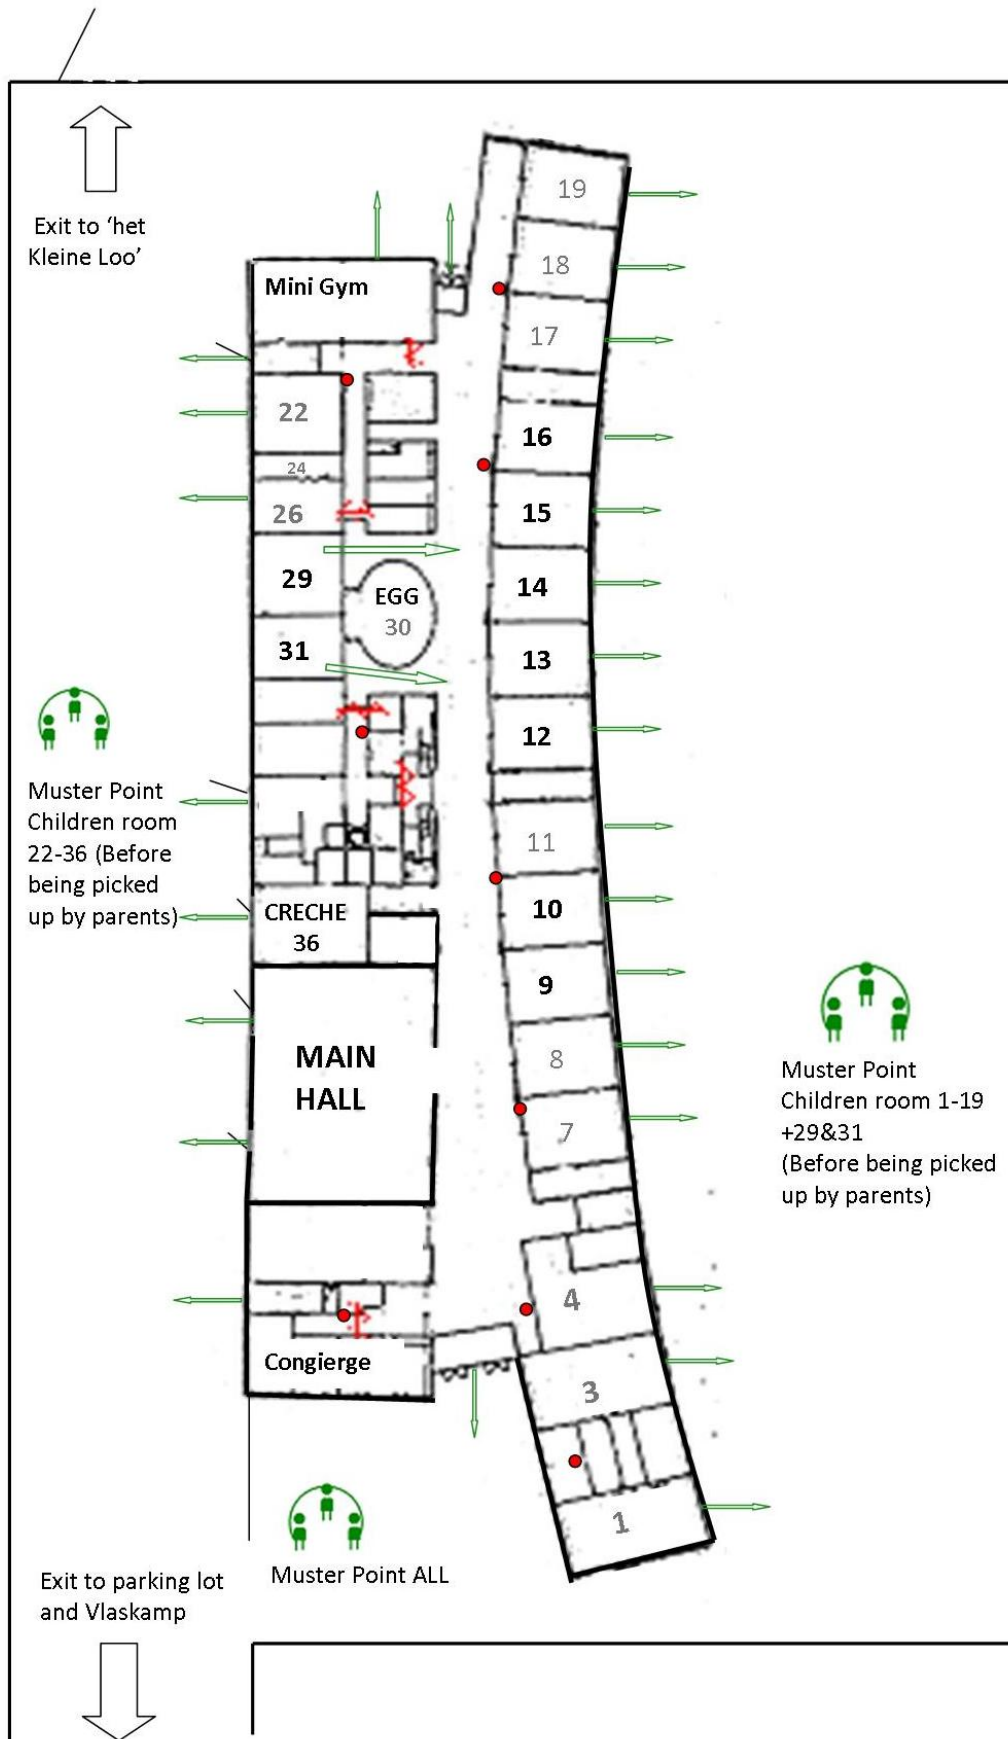 Exit to ‘het
Kleine Loo’
19
18
Mini Gym
17
22
16
24
26
15
29
14
EGG
30
31
13
12
Muster Point
Children room
22-36 (Before
being picked
up by parents)
11
CRECHE
36
10
9
MAIN
HALL
8
7
Muster Point
Children room 1-19
+29&31
(Before being picked
up by parents)
4
Congierge
3
1
Muster Point ALL
Exit to parking lot
and Vlaskamp